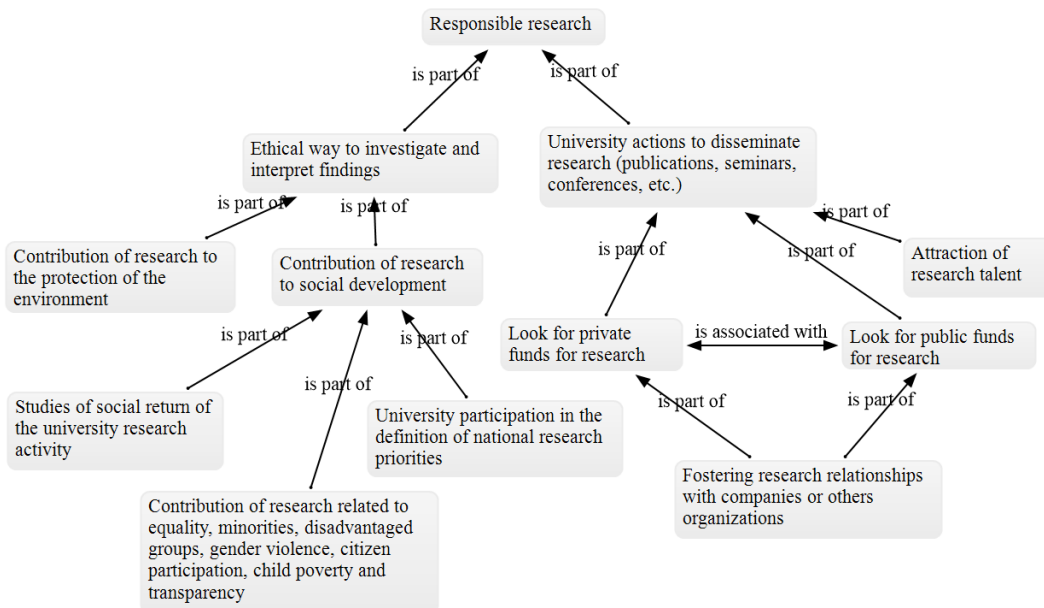 Responsible research
is part of
is part of
Ethical way to investigate and
interpret findings
University actions to disseminate
research (publications, seminars,
conferences, etc.)
is part of
is part of
is part of
is part of
is part of
Contribution of research to
the protection of the
environment
Contribution of research
to social development
Attraction of
research talent
is part of
is part of
is part of
Look for private
funds for research
is associated with
Look for public funds
for research
is part of
is part of
Studies of social return of
the university research
activity
University participation in the
definition of national research
priorities
Fostering research relationships
with companies or others
organizations
Contribution of research related to
equality, minorities, disadvantaged
groups, gender violence, citizen
participation, child poverty and
transparency